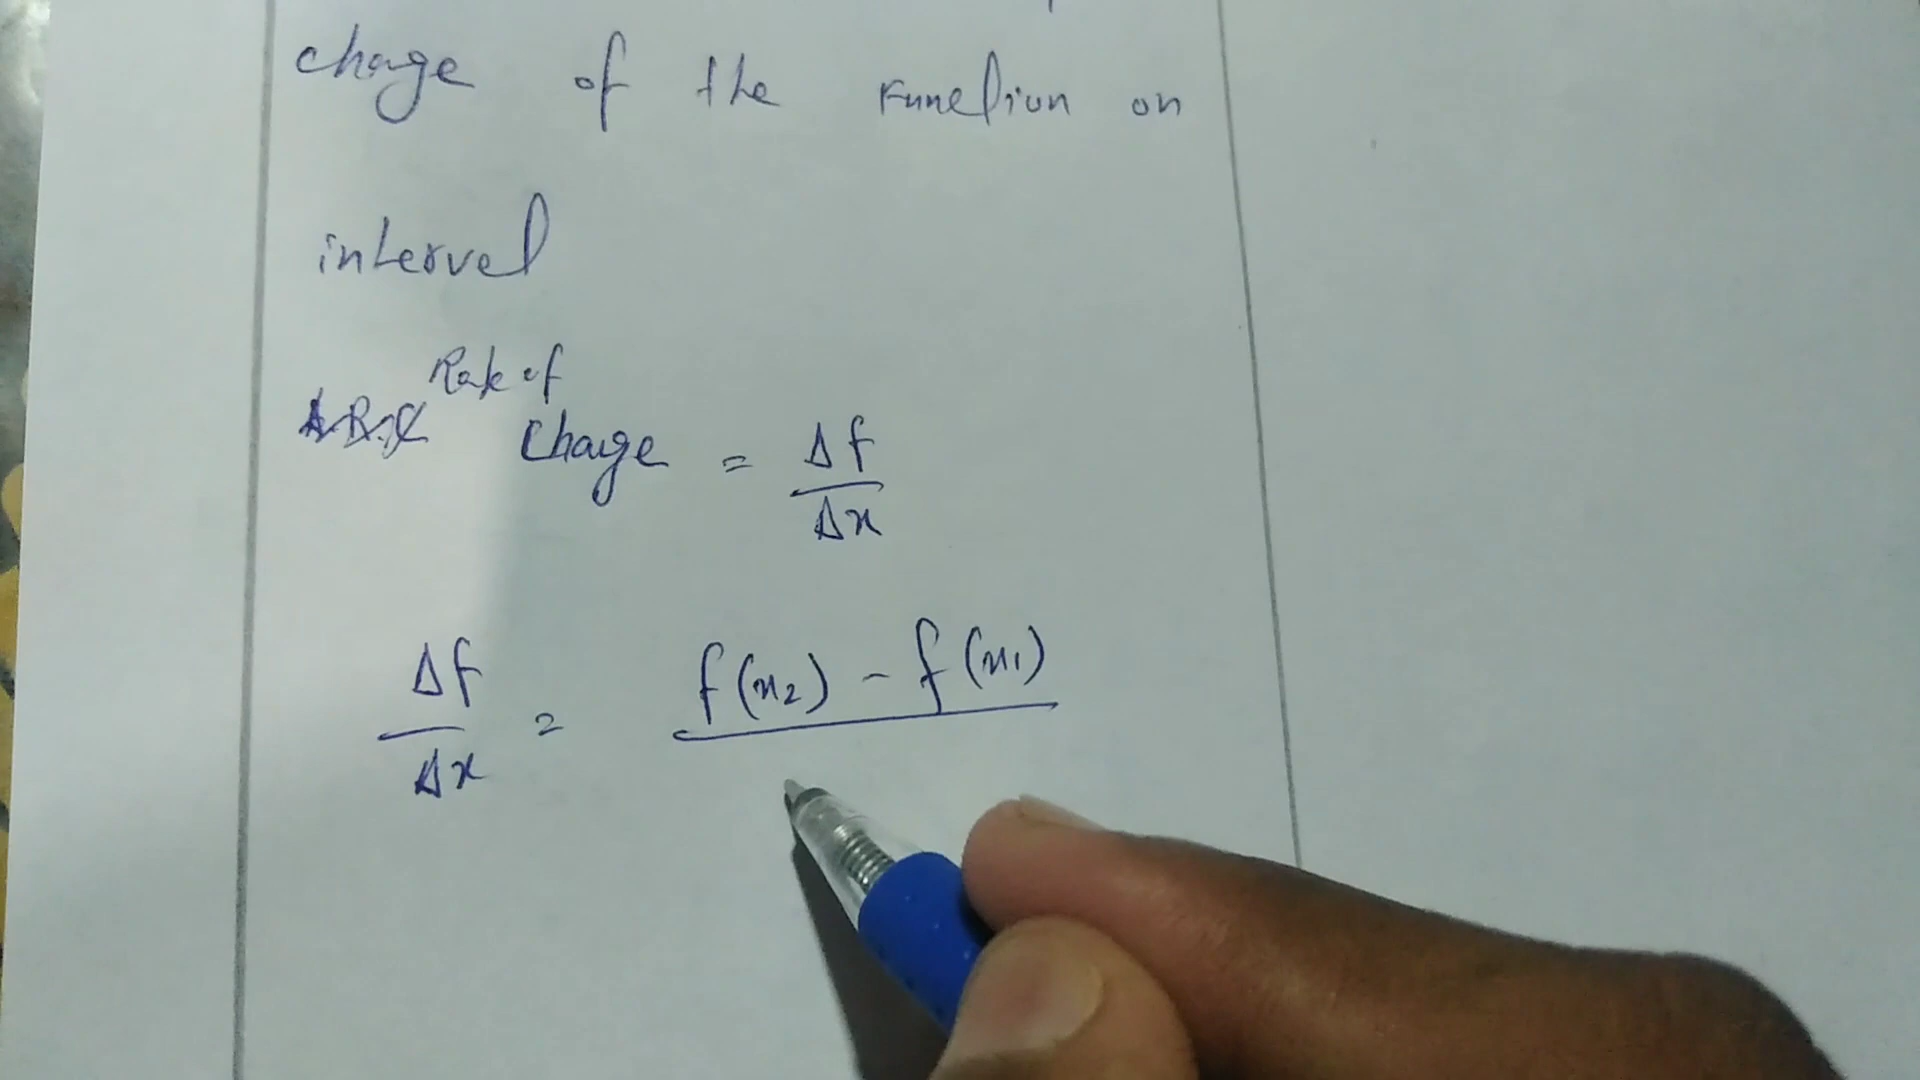 chage of the Function on
interval
Rate of
Chage = Δf / Δx
Δf / Δx = f(x₂) - f(x₁)